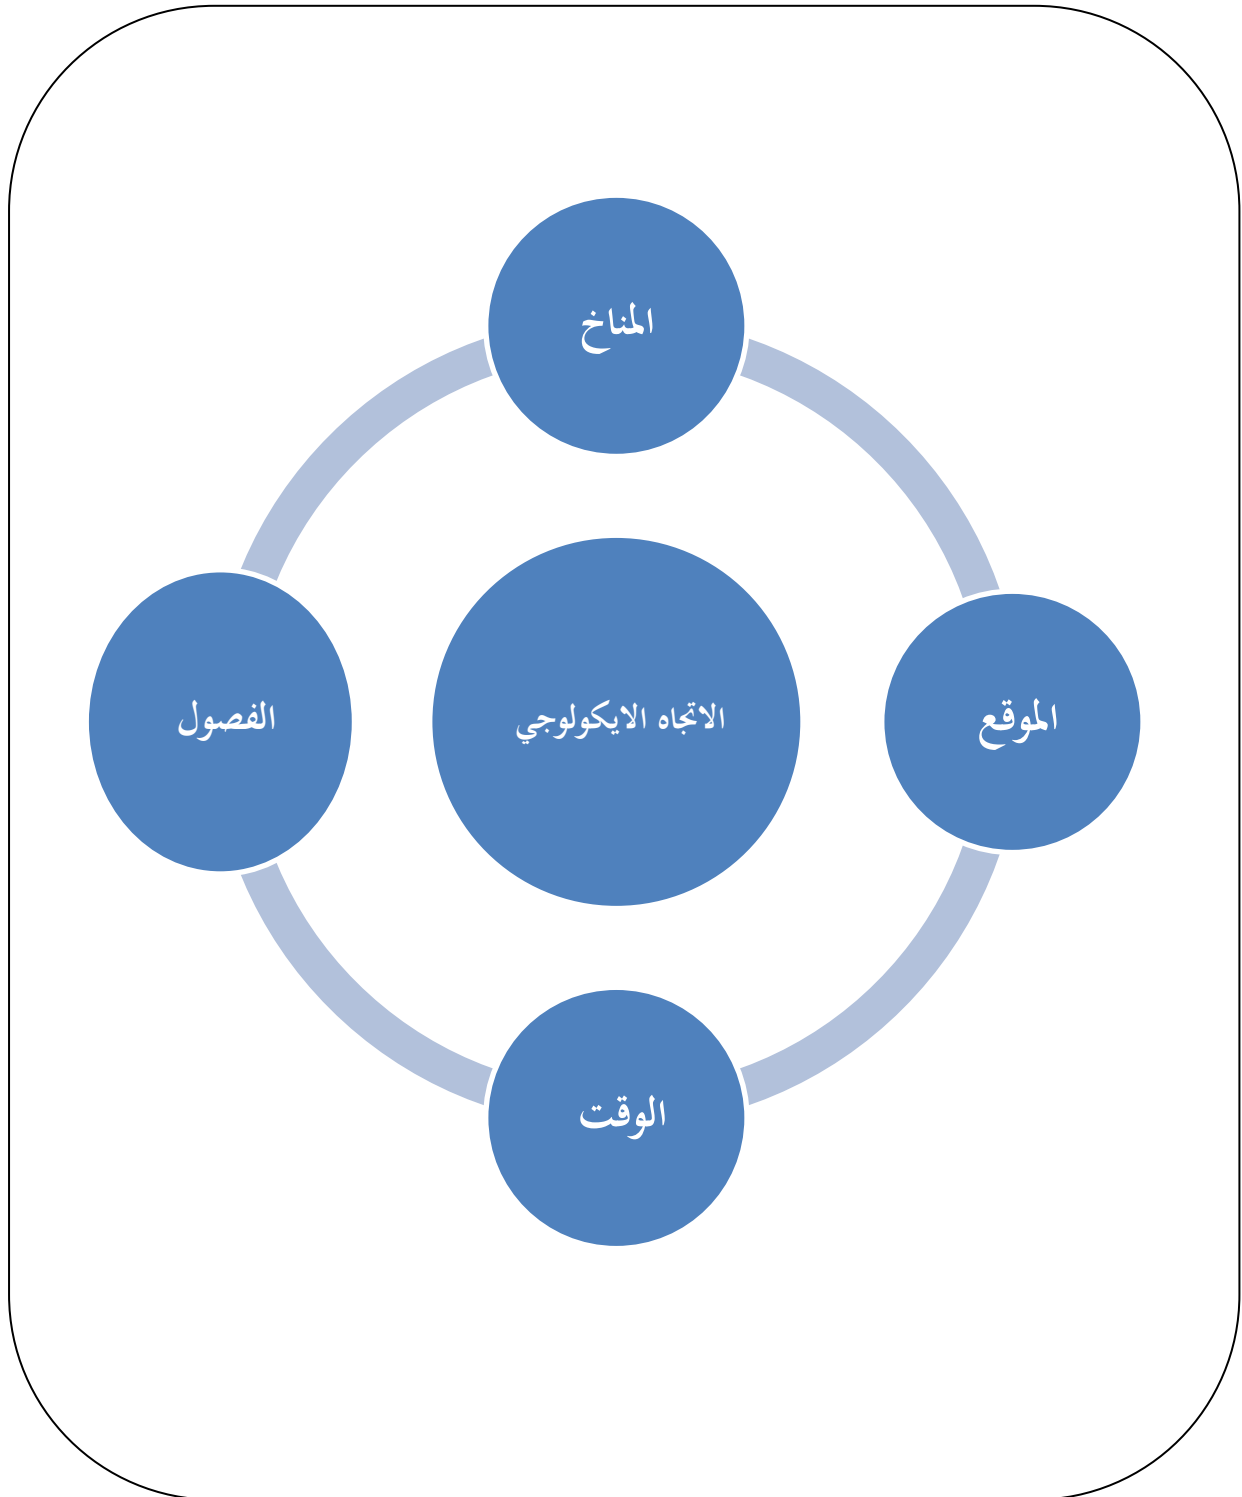 المناخ
الموقع
الاتجاه الايكولوجي
الفصول
الوقت